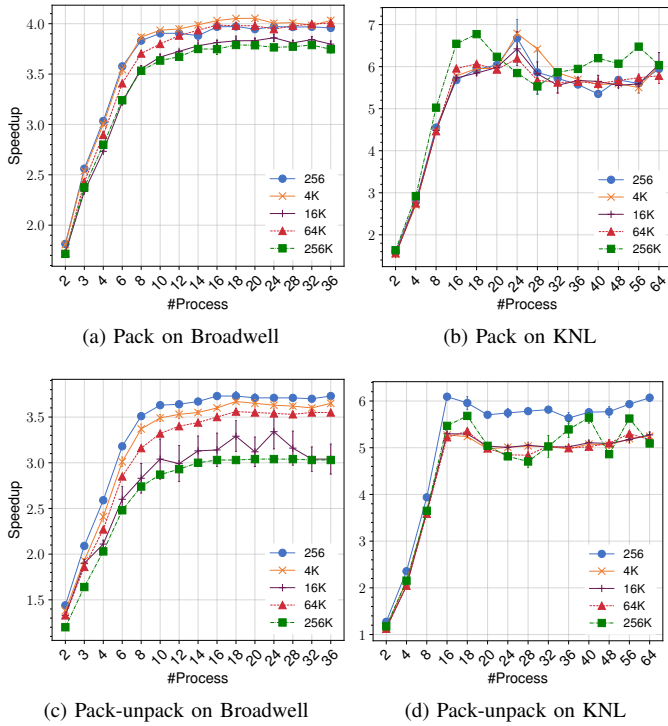 Speedup
4.0
3.5
3.0
2.5
2.0
256
4K
16K
64K
256K
2 3 4 6 8 10 12 14 16 18 20 24 28 32 36
#Process
(a) Pack on Broadwell
7
6
5
4
3
2
256
4K
16K
64K
256K
2 4 8 16 18 20 24 28 32 36 40 48 56 64
#Process
(b) Pack on KNL
Speedup
3.5
3.0
2.5
2.0
1.5
256
4K
16K
64K
256K
2 3 4 6 8 10 12 14 16 18 20 24 28 32 36
#Process
(c) Pack-unpack on Broadwell
6
5
4
3
2
1
256
4K
16K
64K
256K
2 4 8 16 18 20 24 28 32 36 40 48 56 64
#Process
(d) Pack-unpack on KNL